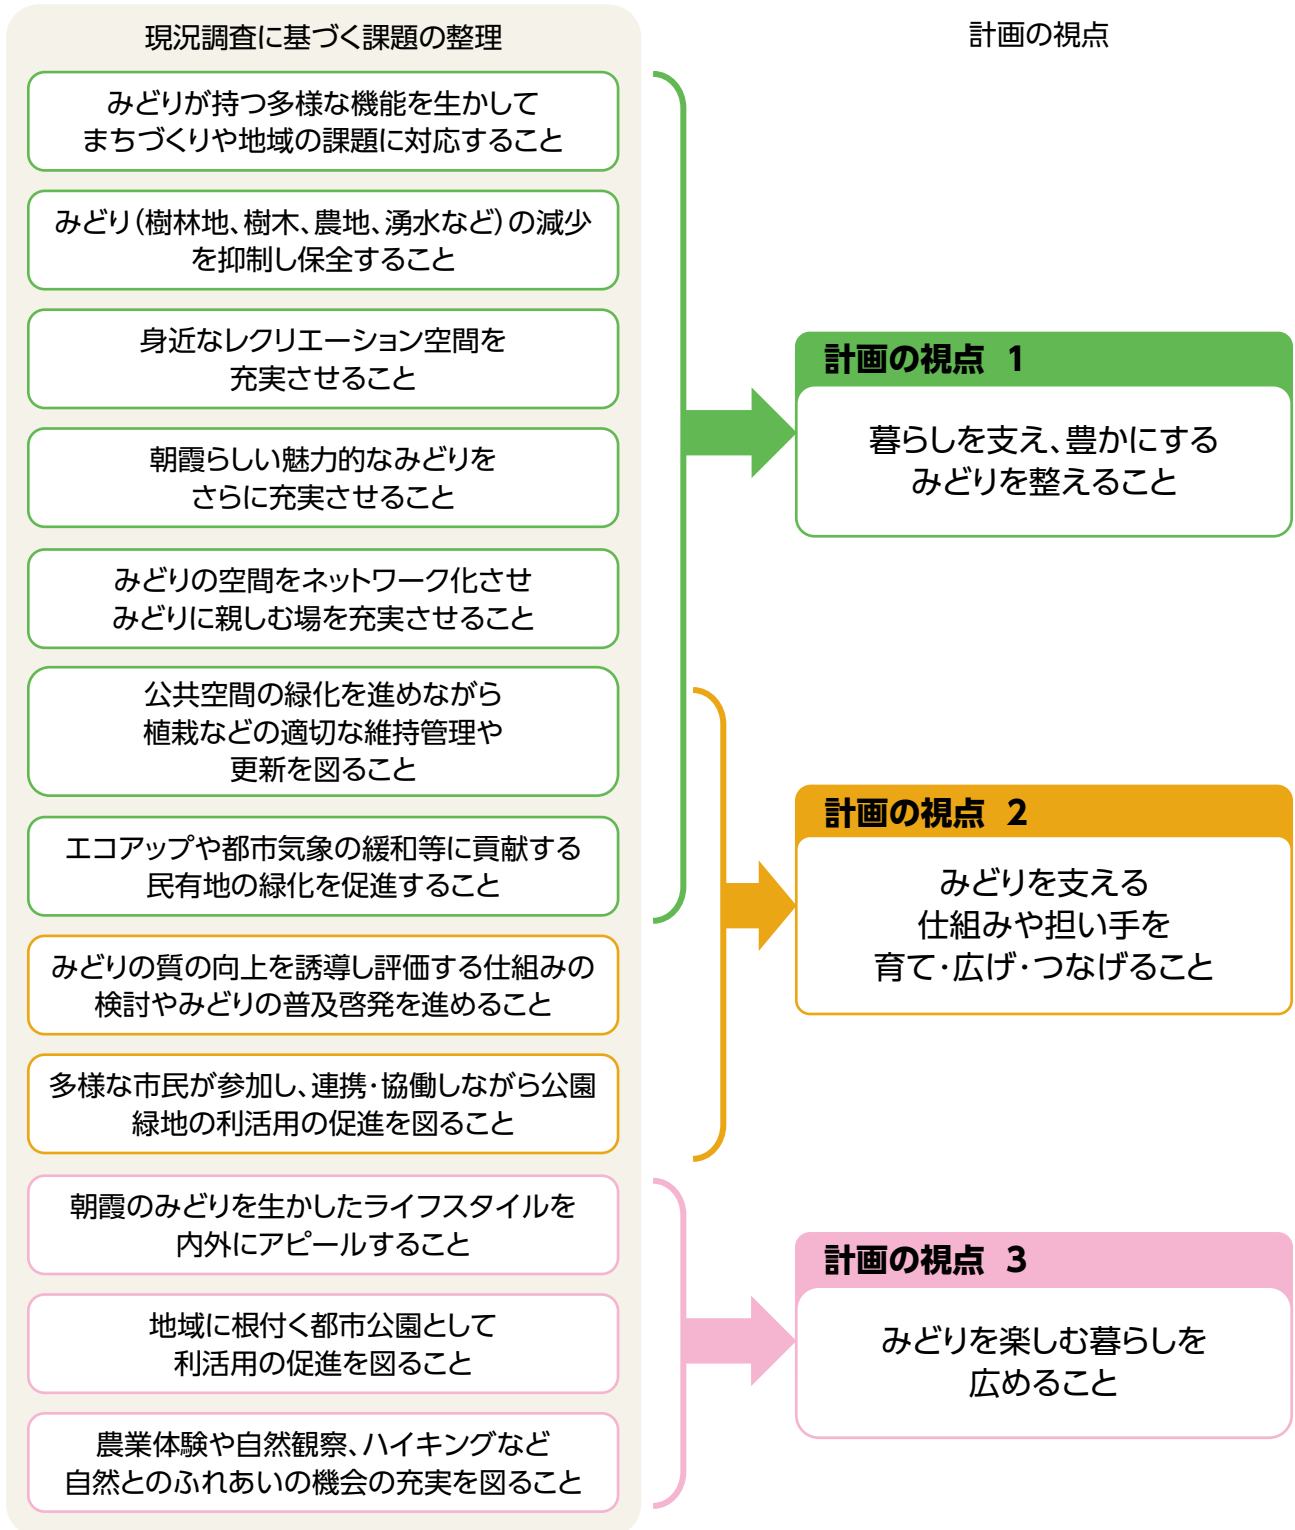 現況調査に基づく課題の整理
計画の視点
みどりが持つ多様な機能を生かして
まちづくりや地域の課題に対応すること
みどり(樹林地、樹木、農地、湧水など)の減少
を抑制し保全すること
身近なレクリエーション空間を
充実させること
朝霞らしい魅力的なみどりを
さらに充実させること
みどりの空間をネットワーク化させ
みどりに親しむ場を充実させること
公共空間の緑化を進めながら
植栽などの適切な維持管理や
更新を図ること
エコアップや都市気象の緩和等に貢献する
民有地の緑化を促進すること
みどりの質の向上を誘導し評価する仕組みの
検討やみどりの普及啓発を進めること
多様な市民が参加し、連携・協働しながら公園
緑地の利活用の促進を図ること
朝霞のみどりを生かしたライフスタイルを
内外にアピールすること
地域に根付く都市公園として
利活用の促進を図ること
農業体験や自然観察、ハイキングなど
自然とのふれあいの機会の充実を図ること
計画の視点 1
暮らしを支え、豊かにする
みどりを整えること
計画の視点 2
みどりを支える
仕組みや担い手を
育て・広げ・つなげること
計画の視点 3
みどりを楽しむ暮らしを
広めること